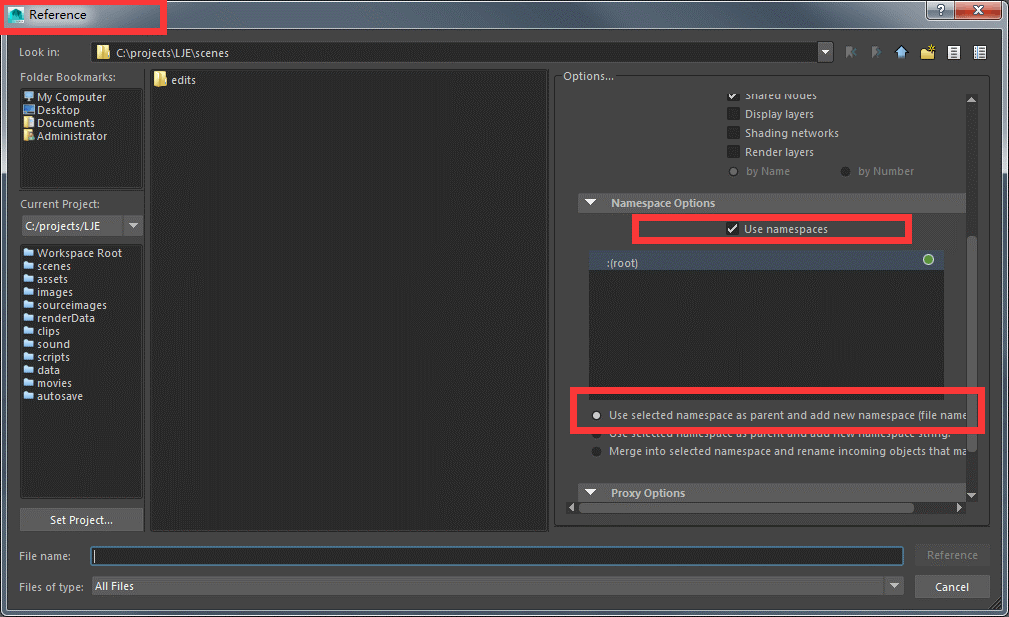 Reference
Look in:
C:\projects\LJE\scenes
Folder Bookmarks:
My Computer
Desktop
Documents
Administrator
Current Project:
C:/projects/LJE
Workspace Root
scenes
assets
images
sourceimages
renderData
clips
sound
scripts
data
movies
autosave
Set Project...
edits
Options...
Shared Nodes
Display layers
Shading networks
Render layers
by Name
by Number
Namespace Options
Use namespaces
:(root)
Use selected namespace as parent and add new namespace (file name
Use selected namespace as parent and add new namespace string:
Merge into selected namespace and rename incoming objects that ma
Proxy Options
File name:
Reference
Files of type:
All Files
Cancel